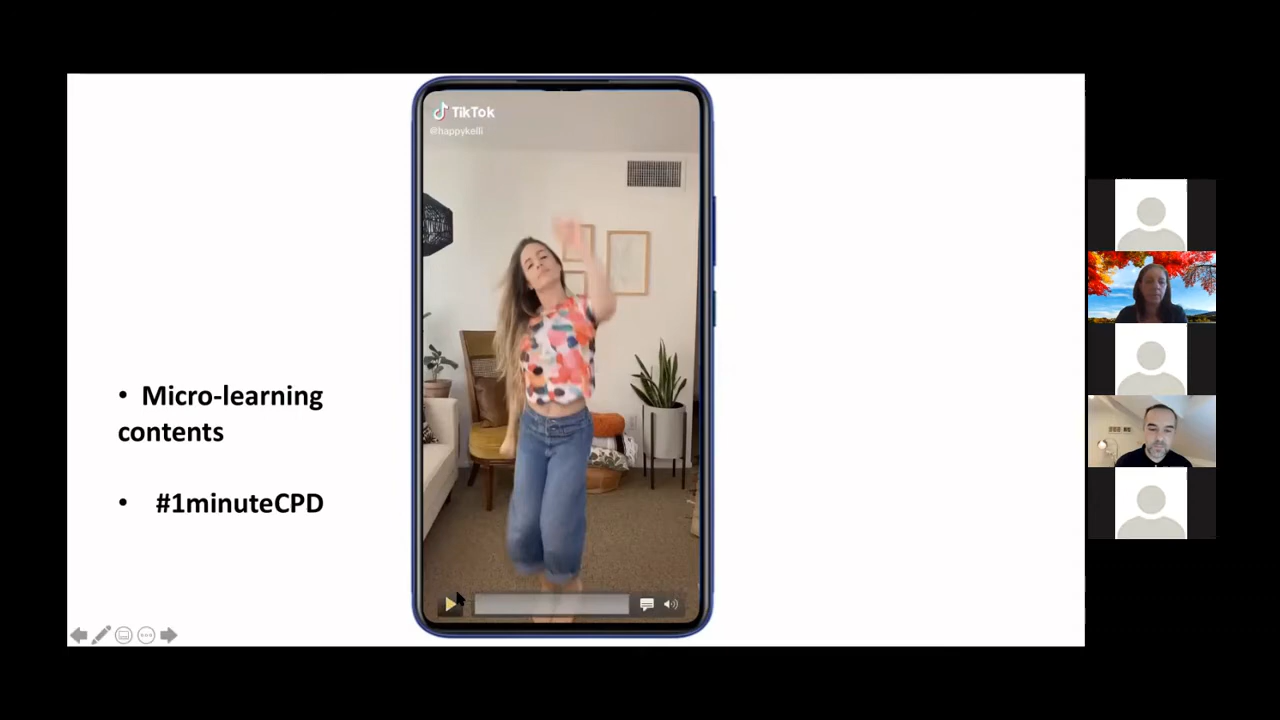 TikTok
@happykelli
• Micro-learning
contents
• #1minuteCPD